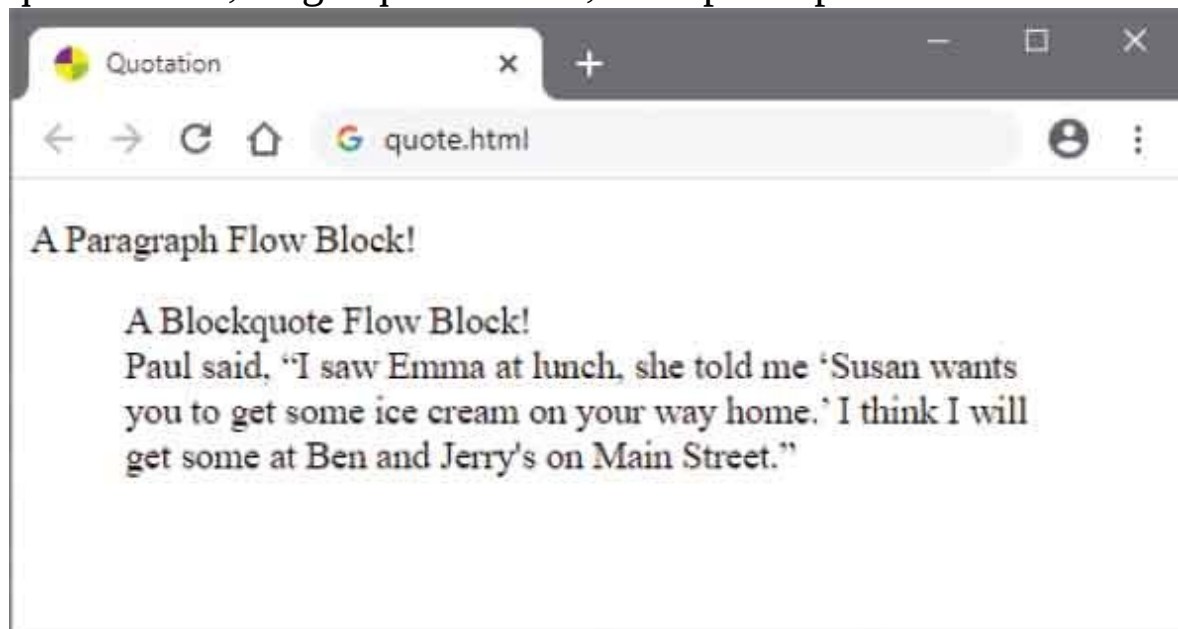 Quotation
quote.html
A Paragraph Flow Block!
A Blockquote Flow Block!
Paul said, “I saw Emma at lunch, she told me ‘Susan wants
you to get some ice cream on your way home.’ I think I will
get some at Ben and Jerry's on Main Street.”